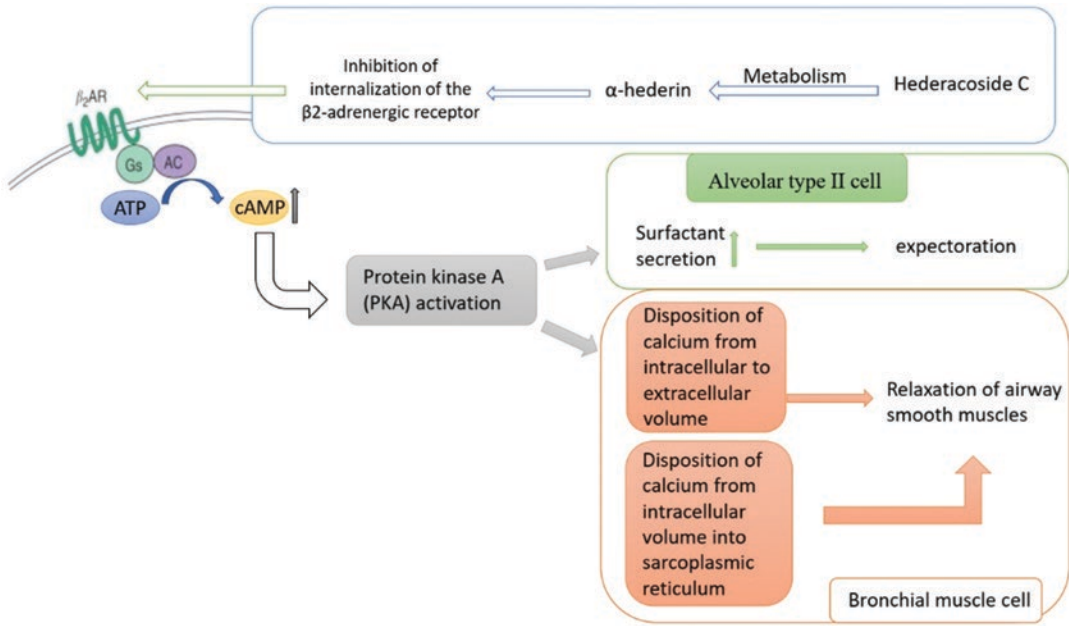 Inhibition of
internalization of the
β2-adrenergic receptor
α-hederin
Metabolism
Hederacoside C
β₂AR
Gs
AC
ATP
cAMP
Protein kinase A
(PKA) activation
Alveolar type II cell
Surfactant
secretion
expectoration
Disposition of
calcium from
intracellular to
extracellular
volume
Relaxation of airway
smooth muscles
Disposition of
calcium from
intracellular
volume into
sarcoplasmic
reticulum
Bronchial muscle cell